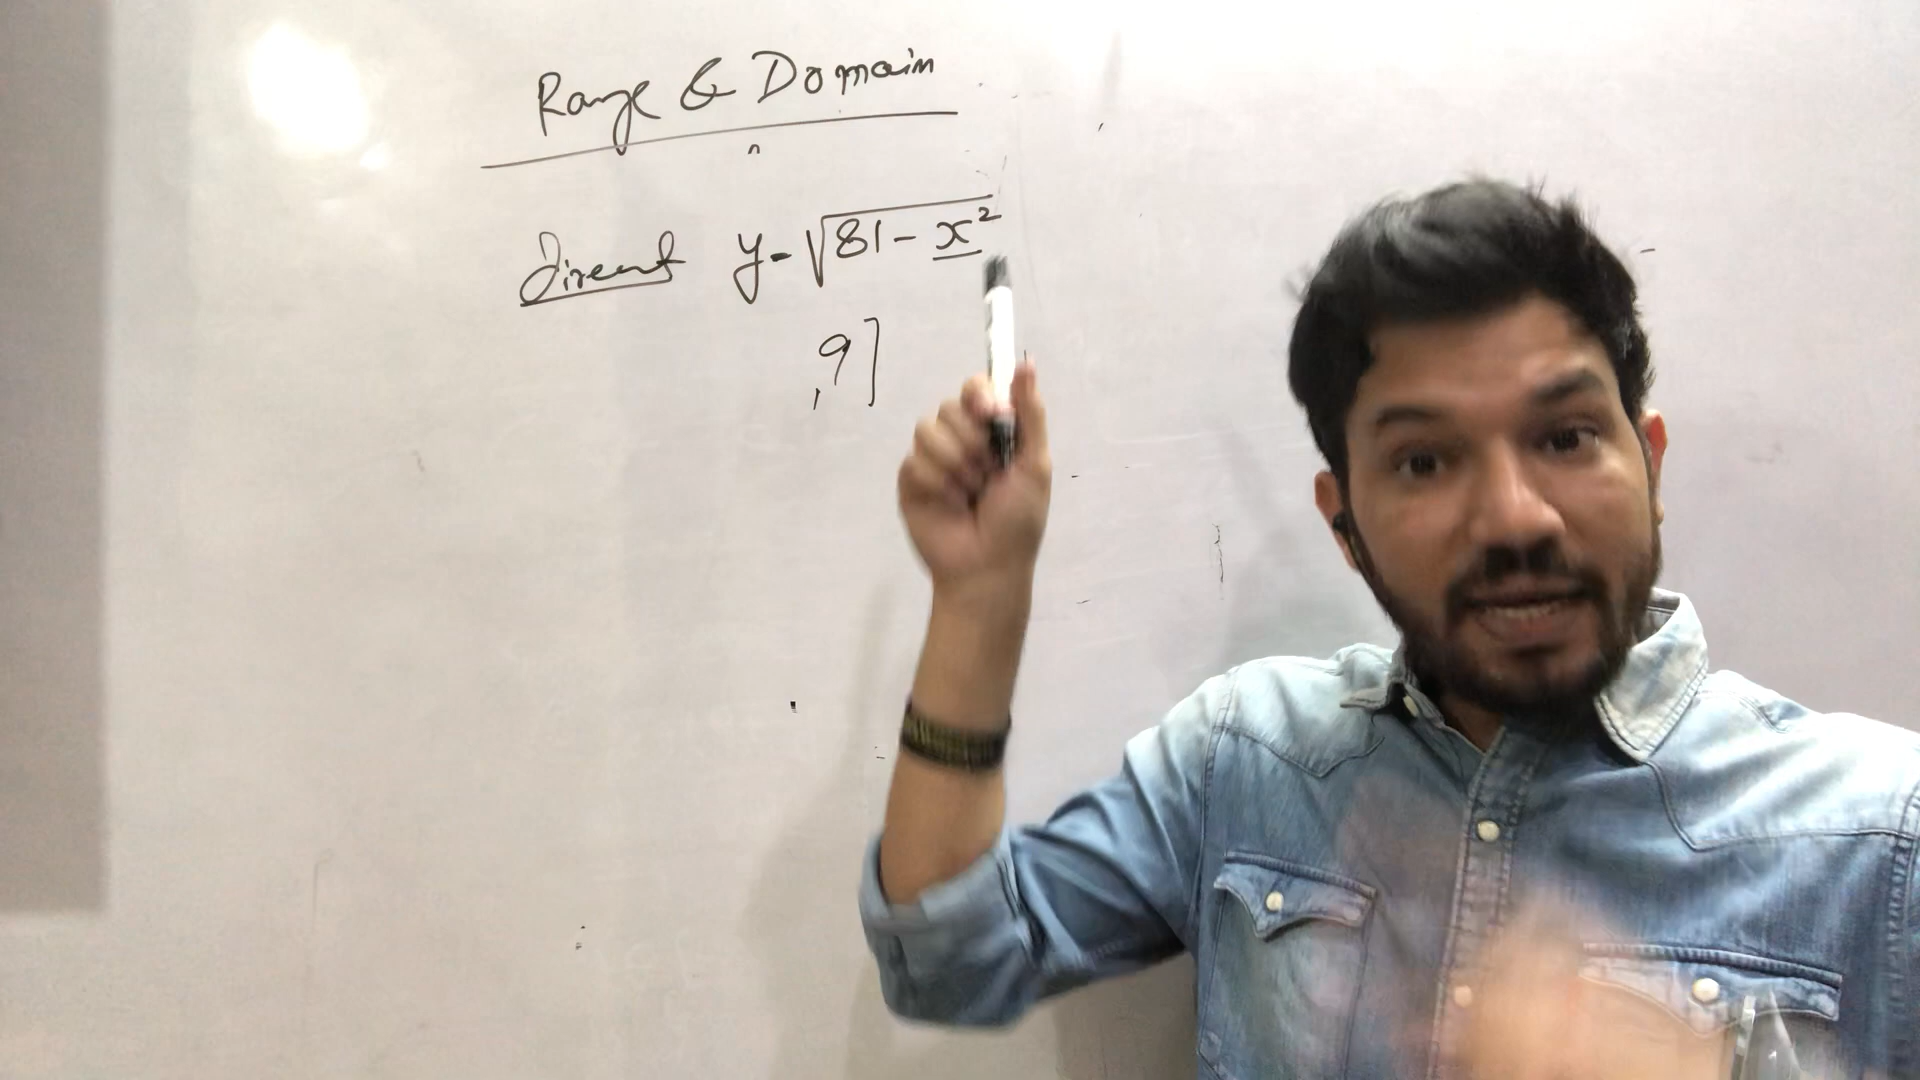 Range & Domain
direct y = √81 - x²
, 9]